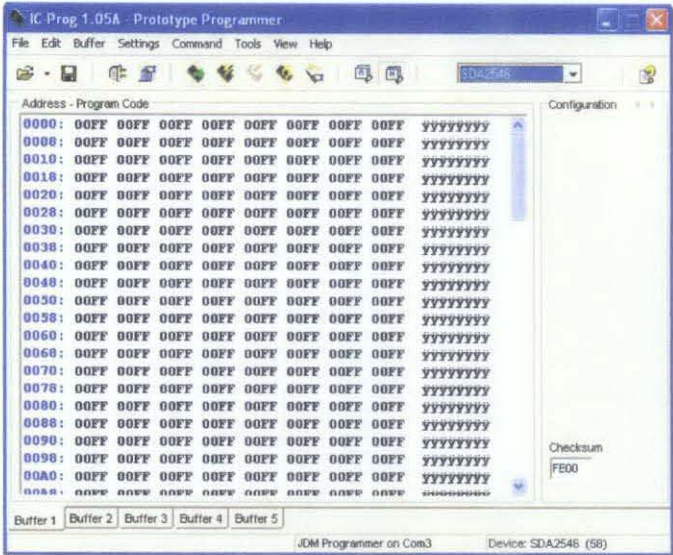 IC-Prog 1.05A - Prototype Programmer
File Edit Buffer Settings Command Tools View Help
SDA2546
Address - Program Code
Configuration
0000: 00FF 00FF 00FF 00FF 00FF 00FF 00FF 00FF ÿÿÿÿÿÿÿÿ
0008: 00FF 00FF 00FF 00FF 00FF 00FF 00FF 00FF ÿÿÿÿÿÿÿÿ
0010: 00FF 00FF 00FF 00FF 00FF 00FF 00FF 00FF ÿÿÿÿÿÿÿÿ
0018: 00FF 00FF 00FF 00FF 00FF 00FF 00FF 00FF ÿÿÿÿÿÿÿÿ
0020: 00FF 00FF 00FF 00FF 00FF 00FF 00FF 00FF ÿÿÿÿÿÿÿÿ
0028: 00FF 00FF 00FF 00FF 00FF 00FF 00FF 00FF ÿÿÿÿÿÿÿÿ
0030: 00FF 00FF 00FF 00FF 00FF 00FF 00FF 00FF ÿÿÿÿÿÿÿÿ
0038: 00FF 00FF 00FF 00FF 00FF 00FF 00FF 00FF ÿÿÿÿÿÿÿÿ
0040: 00FF 00FF 00FF 00FF 00FF 00FF 00FF 00FF ÿÿÿÿÿÿÿÿ
0048: 00FF 00FF 00FF 00FF 00FF 00FF 00FF 00FF ÿÿÿÿÿÿÿÿ
0050: 00FF 00FF 00FF 00FF 00FF 00FF 00FF 00FF ÿÿÿÿÿÿÿÿ
0058: 00FF 00FF 00FF 00FF 00FF 00FF 00FF 00FF ÿÿÿÿÿÿÿÿ
0060: 00FF 00FF 00FF 00FF 00FF 00FF 00FF 00FF ÿÿÿÿÿÿÿÿ
0068: 00FF 00FF 00FF 00FF 00FF 00FF 00FF 00FF ÿÿÿÿÿÿÿÿ
0070: 00FF 00FF 00FF 00FF 00FF 00FF 00FF 00FF ÿÿÿÿÿÿÿÿ
0078: 00FF 00FF 00FF 00FF 00FF 00FF 00FF 00FF ÿÿÿÿÿÿÿÿ
0080: 00FF 00FF 00FF 00FF 00FF 00FF 00FF 00FF ÿÿÿÿÿÿÿÿ
0088: 00FF 00FF 00FF 00FF 00FF 00FF 00FF 00FF ÿÿÿÿÿÿÿÿ
0090: 00FF 00FF 00FF 00FF 00FF 00FF 00FF 00FF ÿÿÿÿÿÿÿÿ
0098: 00FF 00FF 00FF 00FF 00FF 00FF 00FF 00FF ÿÿÿÿÿÿÿÿ
00A0: 00FF 00FF 00FF 00FF 00FF 00FF 00FF 00FF ÿÿÿÿÿÿÿÿ
00A8: 00FF 00FF 00FF 00FF 00FF 00FF 00FF 00FF
Checksum
FE00
Buffer 1 Buffer 2 Buffer 3 Buffer 4 Buffer 5
JDM Programmer on Com3
Device: SDA2546 (58)